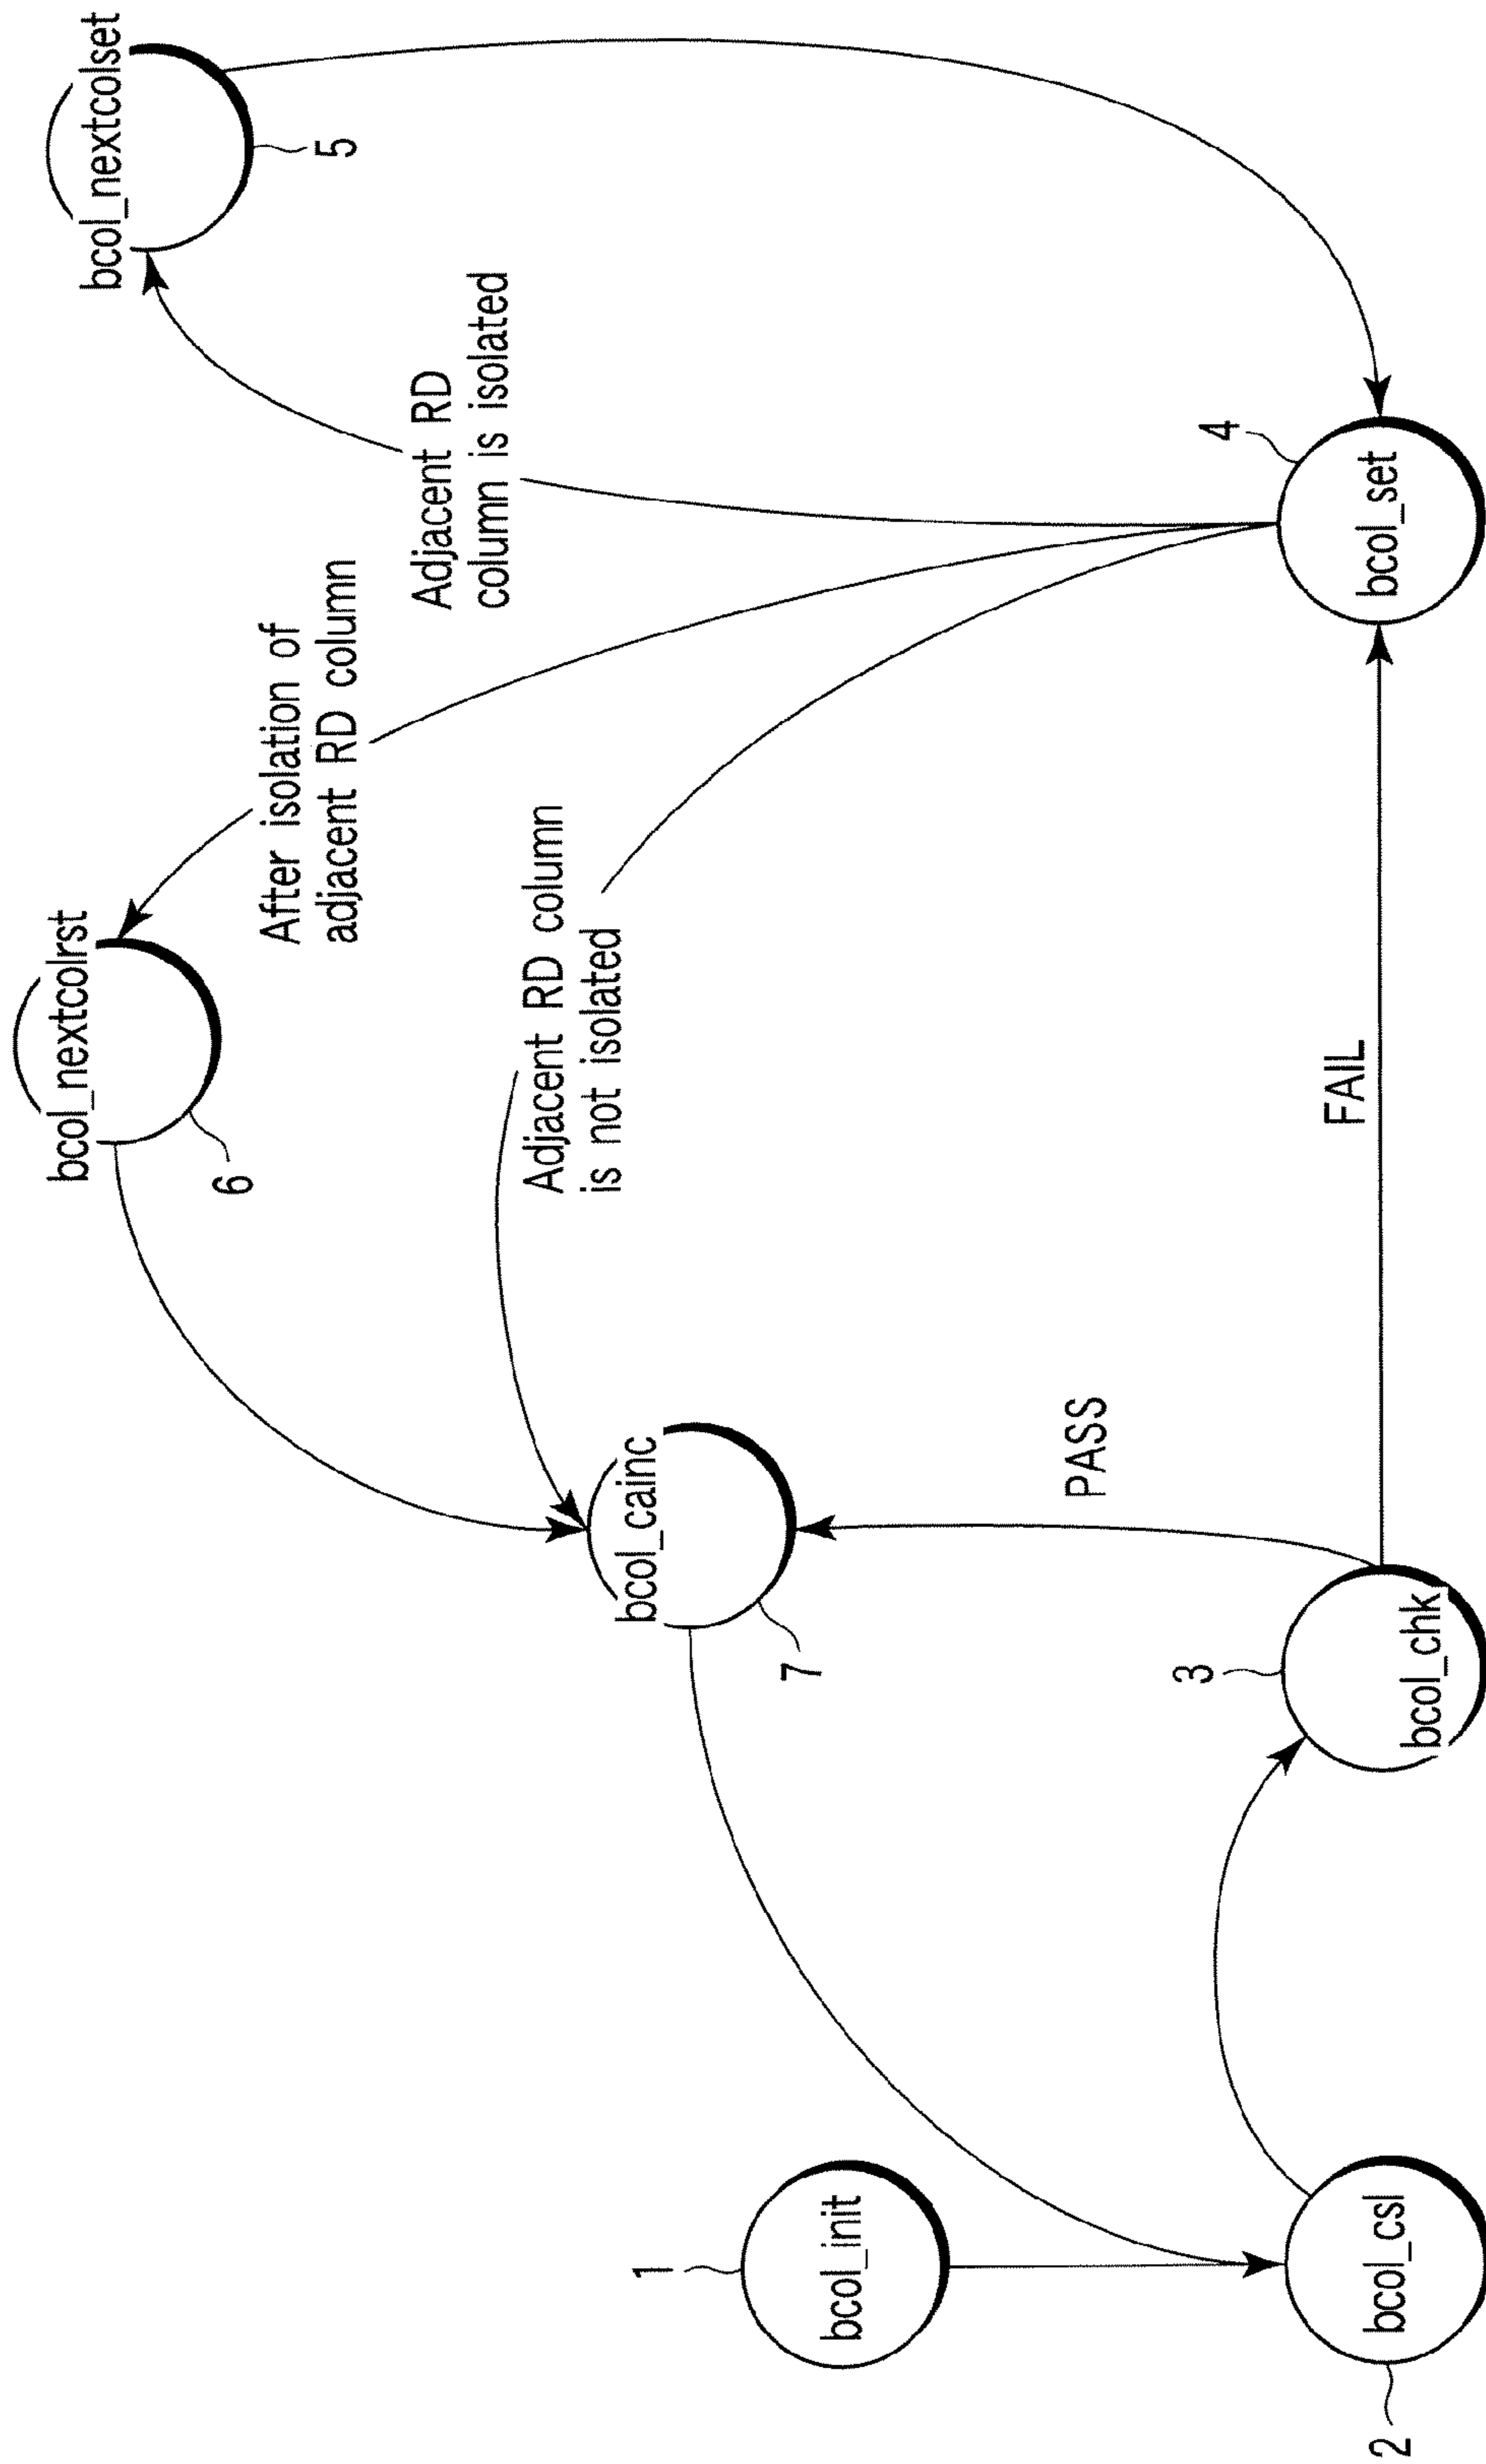 1
bcol_init
2
bcol_csl
3
bcol_chk
PASS
FAIL
7
bcol_cainc
6
bcol_nextcolrst
Adjacent RD column
is not isolated
After isolation of
adjacent RD column
Adjacent RD
column is isolated
4
bcol_set
bcol_nextcolset
5